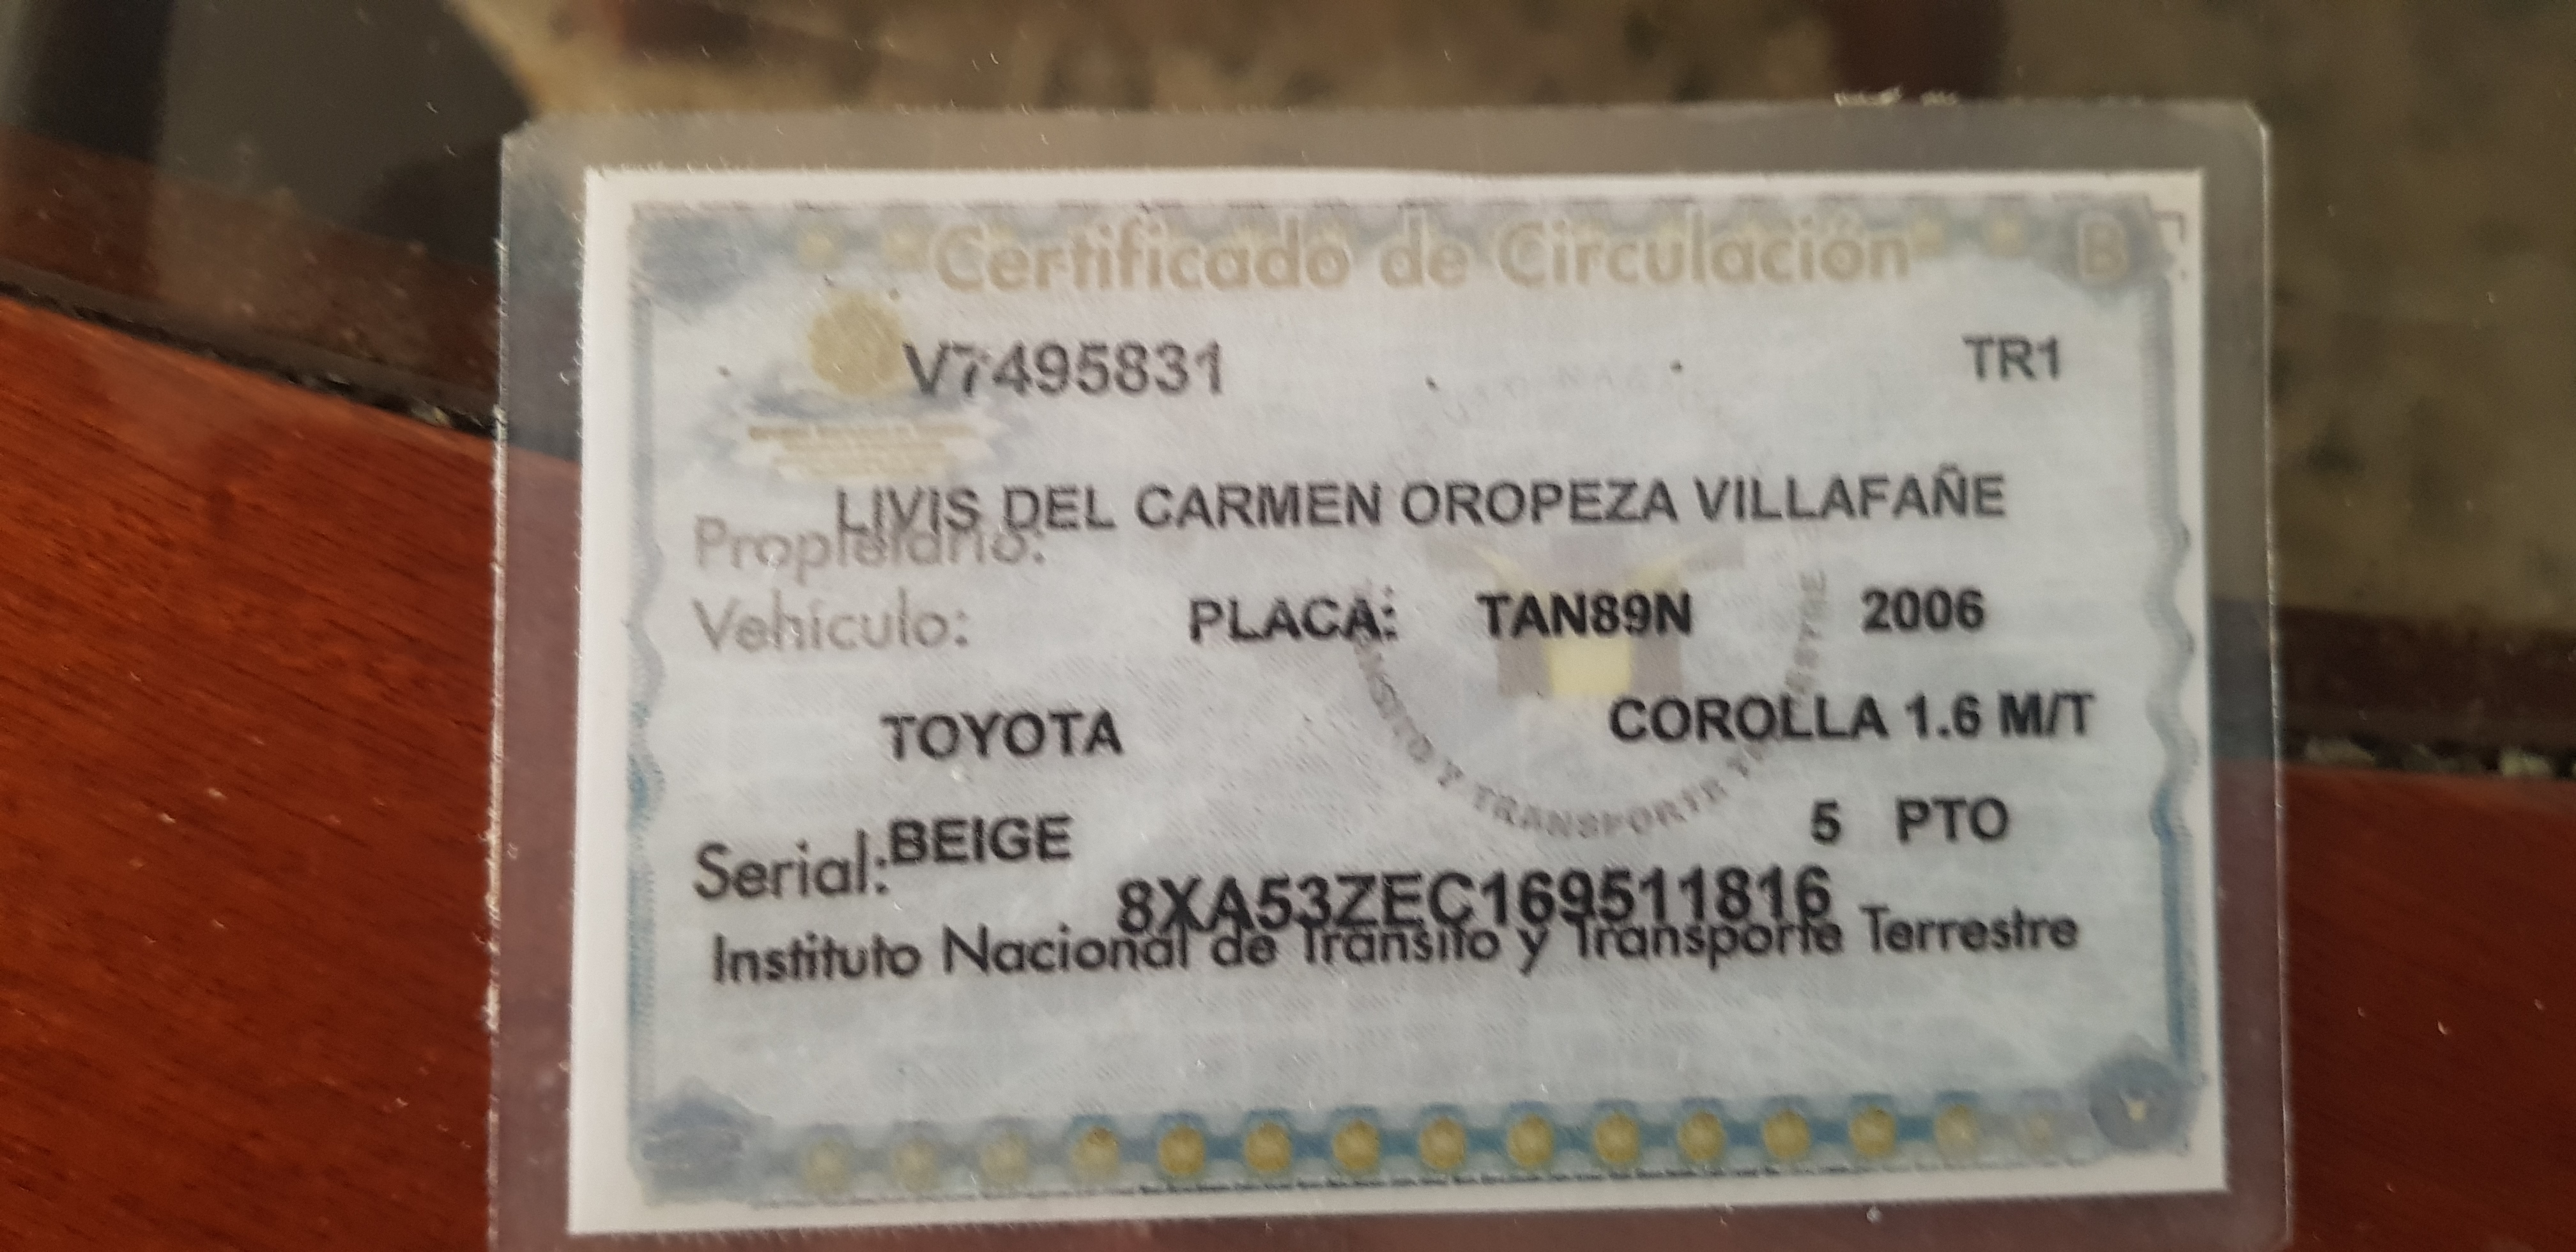 Certificado de Circulación B
V7495831 TR1
LIVIS DEL CARMEN OROPEZA VILLAFAÑE
Propietario:
Vehículo: PLACA: TAN89N 2006
TOYOTA COROLLA 1.6 M/T
BEIGE 5 PTO
Serial: 8XA53ZEC169511816
Instituto Nacional de Tránsito y Transporte Terrestre